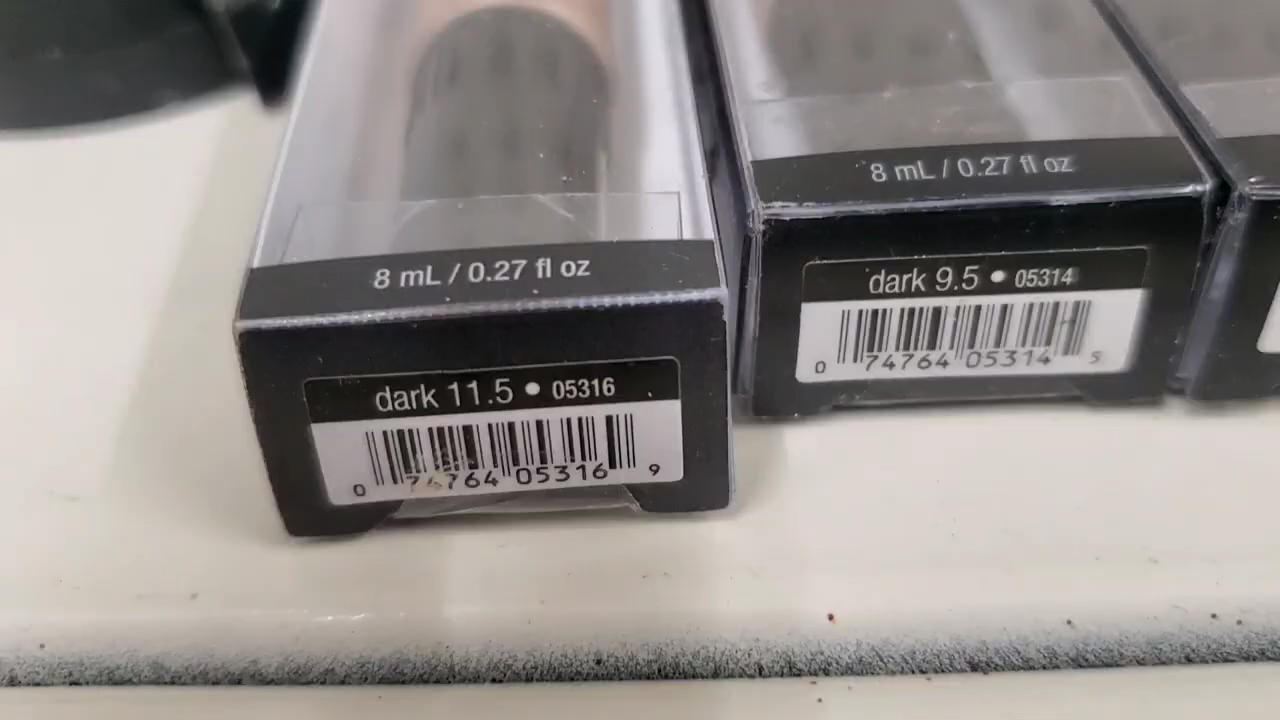 8 mL / 0.27 fl oz
dark 11.5 • 05316
0 74764 05316 9
8 mL / 0.27 fl oz
dark 9.5 • 05314
0 74764 05314 5